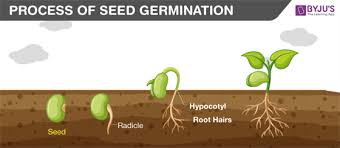 PROCESS OF SEED GERMINATION
BYJU'S
The Learning App
Hypocotyl
Root Hairs
Radicle
Seed